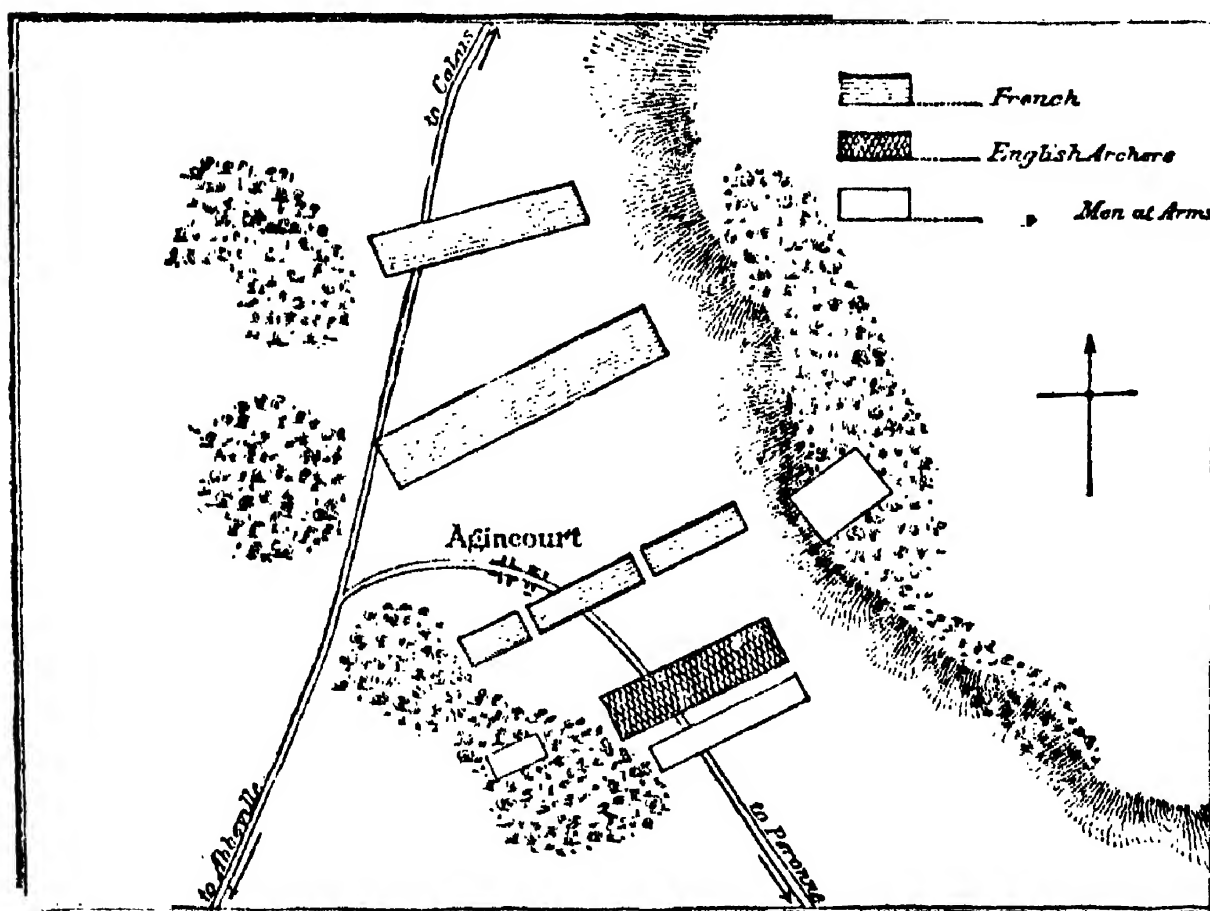 to Calais
French
English Archers
" Men at Arms
Agincourt
to Abbeville
to Peronne